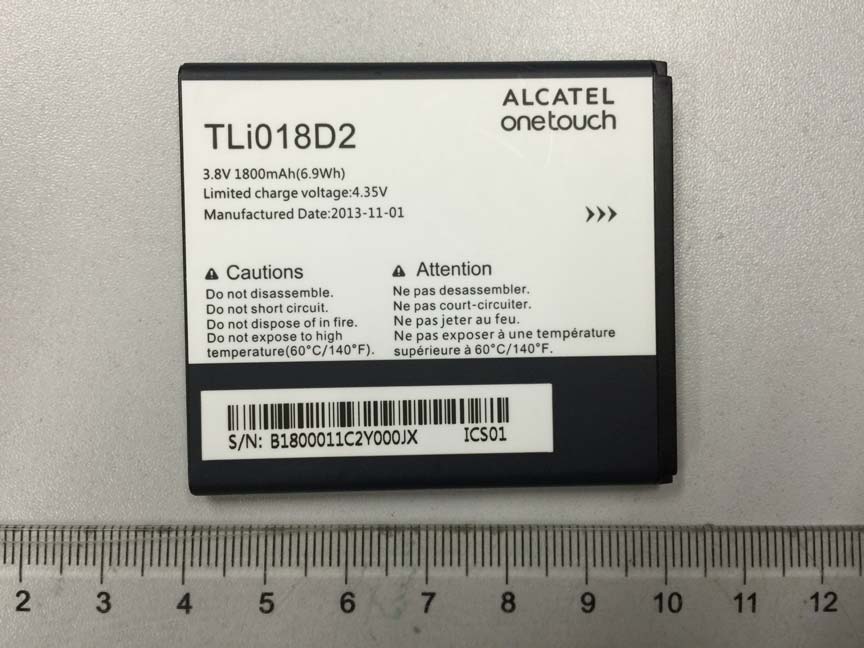 ALCATEL
onetouch
TLi018D2
3.8V 1800mAh(6.9Wh)
Limited charge voltage:4.35V
Manufactured Date:2013-11-01
Cautions
Do not disassemble.
Do not short circuit.
Do not dispose of in fire.
Do not expose to high
temperature(60°C/140°F).
Attention
Ne pas desassembler.
Ne pas court-circuiter.
Ne pas jeter au feu.
Ne pas exposer à une température
supérieure à 60°C/140°F.
S/N: B1800011C2Y000JX ICS01
2 3 4 5 6 7 8 9 10 11 12